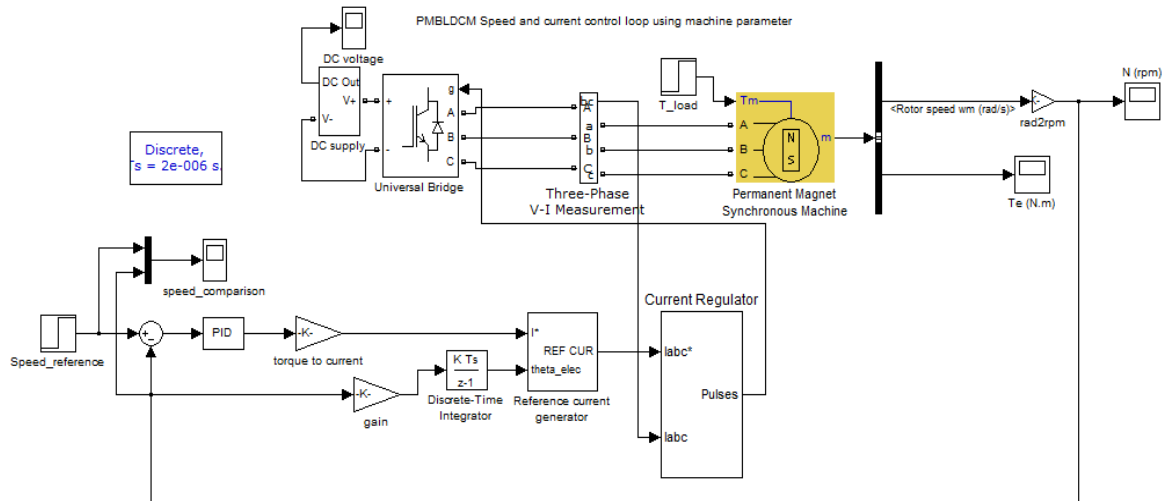 PMBLDCM Speed and current control loop using machine parameter
DC voltage
DC Out
V+
V-
DC supply
g
+
-
A
B
C
Universal Bridge
A
a
B
b
C
c
Three-Phase
V-I Measurement
T_load
Tm
A
B
C
N
S
m
Permanent Magnet
Synchronous Machine
<Rotor speed wm (rad/s)>
rad2rpm
N (rpm)
Te (N.m)
Discrete,
Ts = 2e-006 s.
speed_comparison
Speed_reference
+
-
PID
-K-
torque to current
-K-
gain
K Ts
z-1
Discrete-Time
Integrator
I*
REF CUR
theta_elec
Reference current
generator
Current Regulator
Iabc*
Pulses
Iabc